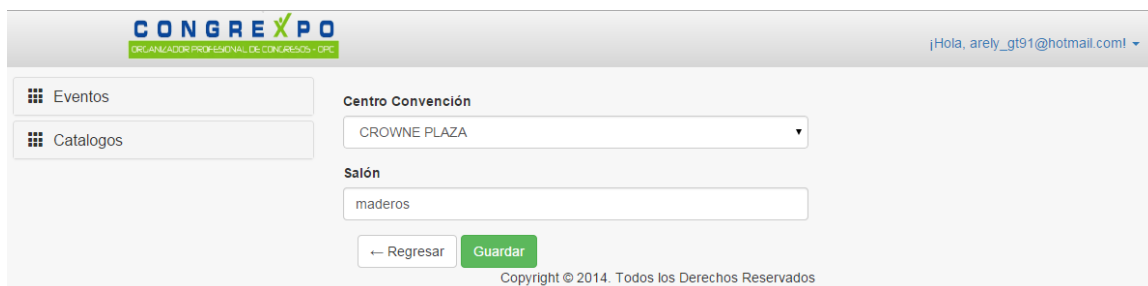 CONGREXPO
ORGANIZADOR PROFESIONAL DE CONGRESOS - OPC
¡Hola, arely_gt91@hotmail.com!
Eventos
Catalogos
Centro Convención
CROWNE PLAZA
Salón
maderos
← Regresar Guardar
Copyright © 2014. Todos los Derechos Reservados